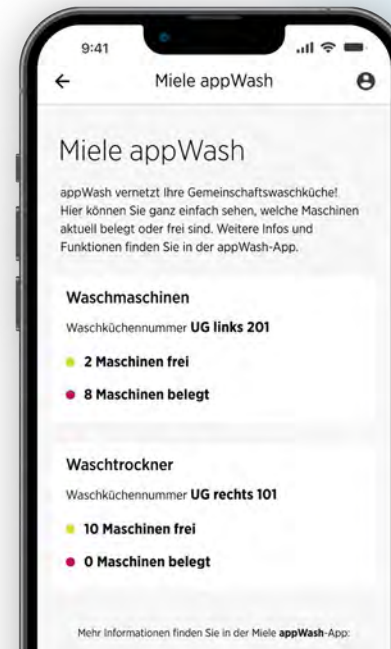 9:41
Miele appWash
Miele appWash
appWash vernetzt Ihre Gemeinschaftswaschküche!
Hier können Sie ganz einfach sehen, welche Maschinen
aktuell belegt oder frei sind. Weitere Infos und
Funktionen finden Sie in der appWash-App.
Waschmaschinen
Waschküchennummer UG links 201
2 Maschinen frei
8 Maschinen belegt
Waschtrockner
Waschküchennummer UG rechts 101
10 Maschinen frei
0 Maschinen belegt
Mehr Informationen finden Sie in der Miele appWash-App: